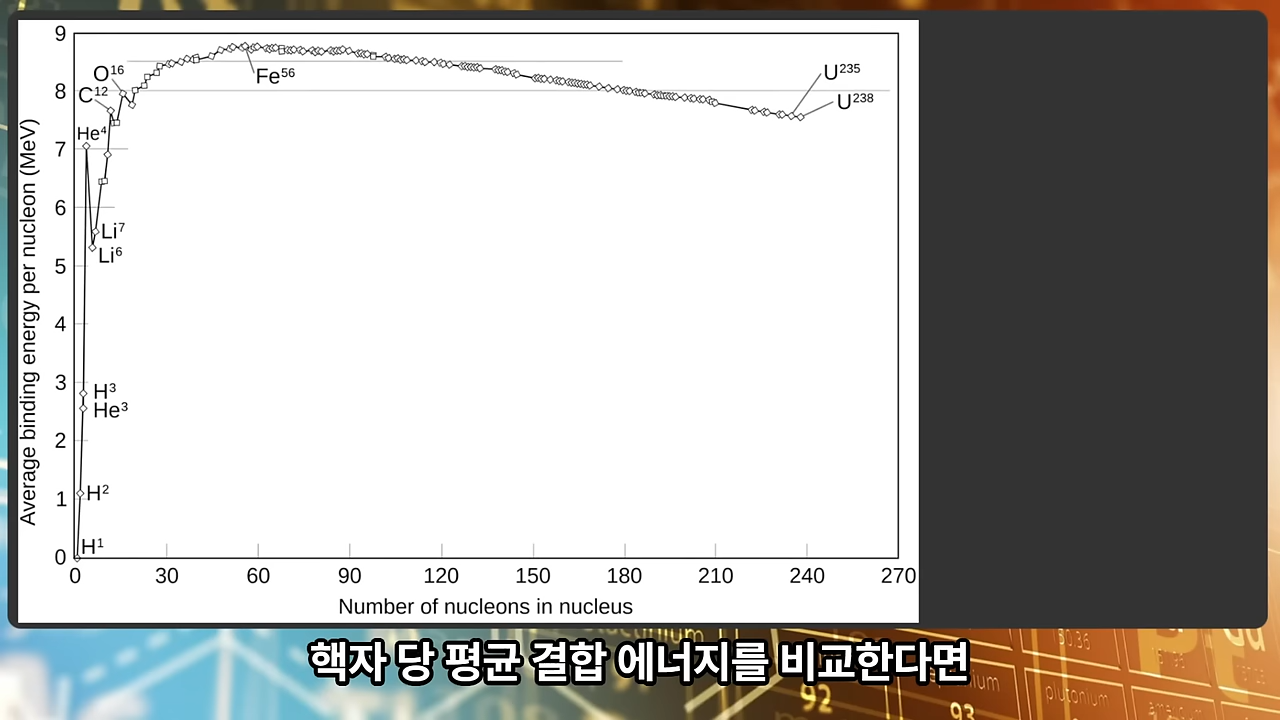 9
8
7
6
5
4
3
2
1
0
Average binding energy per nucleon (MeV)
O16
C12
He4
Fe56
U235
U238
Li7
Li6
H3
He3
H2
H1
0 30 60 90 120 150 180 210 240 270
Number of nucleons in nucleus
핵자 당 평균 결합 에너지를 비교한다면
92
93
plutonium